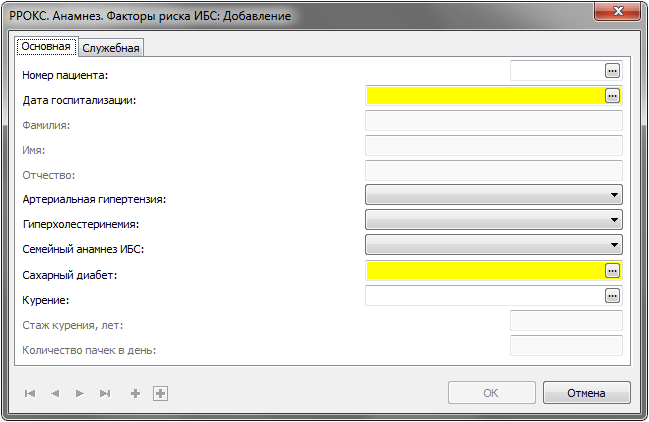 РРОКС. Анамнез. Факторы риска ИБС: Добавление
Основная
Служебная
Номер пациента:
Дата госпитализации:
Фамилия:
Имя:
Отчество:
Артериальная гипертензия:
Гиперхолестеринемия:
Семейный анамнез ИБС:
Сахарный диабет:
Курение:
Стаж курения, лет:
Количество пачек в день:
ОК
Отмена